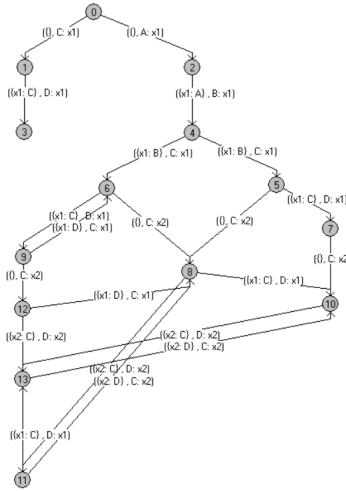 0
({}, C: x1)
({}, A: x1)
1
2
({x1: C} , D: x1)
({x1: A} , B: x1)
3
4
({x1: B} , C: x1)
({x1: B} , C: x1)
6
5
({x1: C} , D: x1)
({x1: C} , D: x1)
({x1: D} , C: x1)
({}, C: x2)
({}, C: x2)
7
9
({}, C: x2)
({}, C: x2
8
({x1: C} , D: x1)
12
({x1: D} , C: x1)
10
({x2: C} , D: x2)
({x2: C} , D: x2)
({x2: D} , C: x2)
13
({x2: C} , D: x2)
({x2: D} , C: x2)
({x1: C} , D: x1)
11